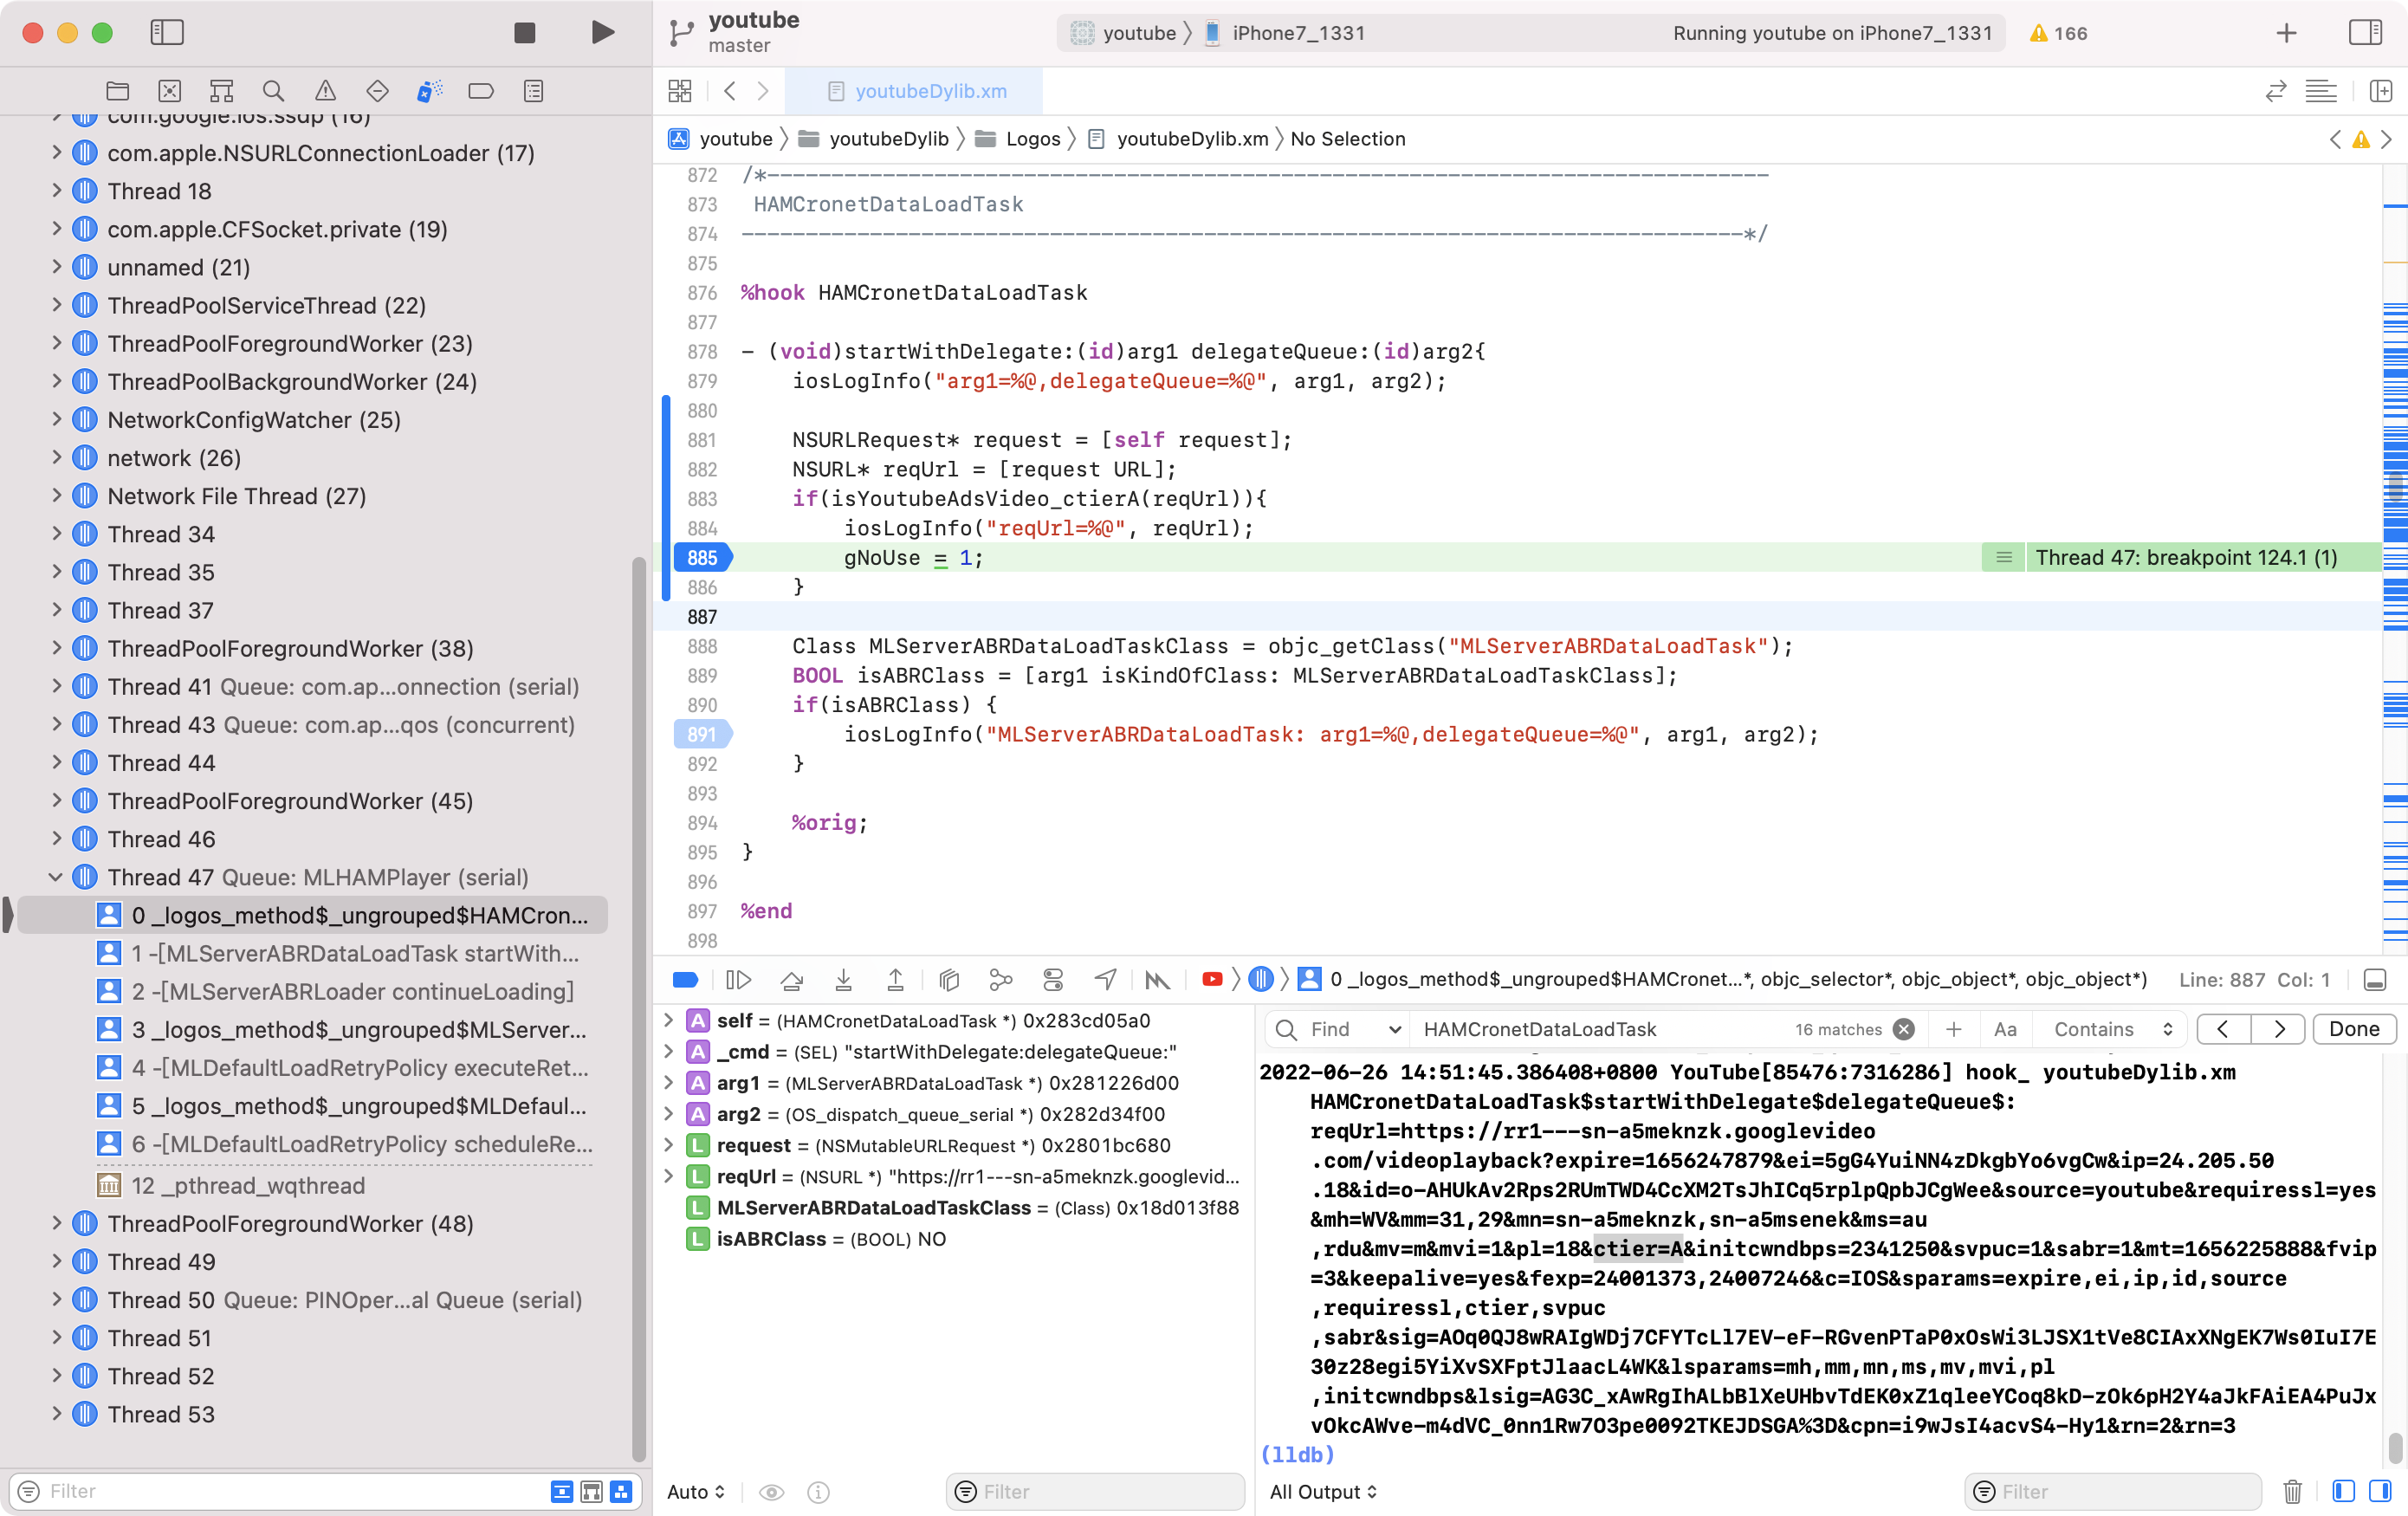 youtube
master
youtube
iPhone7_1331
Running youtube on iPhone7_1331
166
youtubeDylib.xm
youtube
youtubeDylib
Logos
youtubeDylib.xm
No Selection
com.google.ios.ssdp (16)
com.apple.NSURLConnectionLoader (17)
Thread 18
com.apple.CFSocket.private (19)
unnamed (21)
ThreadPoolServiceThread (22)
ThreadPoolForegroundWorker (23)
ThreadPoolBackgroundWorker (24)
NetworkConfigWatcher (25)
network (26)
Network File Thread (27)
Thread 34
Thread 35
Thread 37
ThreadPoolForegroundWorker (38)
Thread 41 Queue: com.ap...onnection (serial)
Thread 43 Queue: com.ap...qos (concurrent)
Thread 44
ThreadPoolForegroundWorker (45)
Thread 46
Thread 47 Queue: MLHAMPlayer (serial)
0 _logos_method$_ungrouped$HAMCron...
1 -[MLServerABRDataLoadTask startWith...
2 -[MLServerABRLoader continueLoading]
3 _logos_method$_ungrouped$MLServer...
4 -[MLDefaultLoadRetryPolicy executeRet...
5 _logos_method$_ungrouped$MLDefaul...
6 -[MLDefaultLoadRetryPolicy scheduleRe...
12 _pthread_wqthread
ThreadPoolForegroundWorker (48)
Thread 49
Thread 50 Queue: PINOper...al Queue (serial)
Thread 51
Thread 52
Thread 53
Filter
872 /*------------------------------------------------------------------------------
873 HAMCronetDataLoadTask
874 ------------------------------------------------------------------------------*/
875
876 %hook HAMCronetDataLoadTask
877
878 - (void)startWithDelegate:(id)arg1 delegateQueue:(id)arg2{
879 iosLogInfo("arg1=%@,delegateQueue=%@", arg1, arg2);
880
881 NSURLRequest* request = [self request];
882 NSURL* reqUrl = [request URL];
883 if(isYoutubeAdsVideo_ctierA(reqUrl)){
884 iosLogInfo("reqUrl=%@", reqUrl);
885 gNoUse = 1; Thread 47: breakpoint 124.1 (1)
886 }
887
888 Class MLServerABRDataLoadTaskClass = objc_getClass("MLServerABRDataLoadTask");
889 BOOL isABRClass = [arg1 isKindOfClass: MLServerABRDataLoadTaskClass];
890 if(isABRClass) {
891 iosLogInfo("MLServerABRDataLoadTask: arg1=%@,delegateQueue=%@", arg1, arg2);
892 }
893
894 %orig;
895 }
896
897 %end
898
0 _logos_method$_ungrouped$HAMCronet...*, objc_selector*, objc_object*, objc_object*)
Line: 887 Col: 1
A self = (HAMCronetDataLoadTask *) 0x283cd05a0
A _cmd = (SEL) "startWithDelegate:delegateQueue:"
A arg1 = (MLServerABRDataLoadTask *) 0x281226d00
A arg2 = (OS_dispatch_queue_serial *) 0x282d34f00
L request = (NSMutableURLRequest *) 0x2801bc680
L reqUrl = (NSURL *) "https://rr1---sn-a5meknzk.googlevid...
L MLServerABRDataLoadTaskClass = (Class) 0x18d013f88
L isABRClass = (BOOL) NO
Auto
Filter
Find
HAMCronetDataLoadTask
16 matches
Aa
Contains
Done
2022-06-26 14:51:45.386408+0800 YouTube[85476:7316286] hook_ youtubeDylib.xm
HAMCronetDataLoadTask$startWithDelegate$delegateQueue$:
reqUrl=https://rr1---sn-a5meknzk.googlevideo
.com/videoplayback?expire=1656247879&ei=5gG4YuiNN4zDkgbYo6vgCw&ip=24.205.50
.18&id=o-AHUkAv2Rps2RUmTWD4CcXM2TsJhICq5rplpQpbJCgWee&source=youtube&requiressl=yes
&mh=WV&mm=31,29&mn=sn-a5meknzk,sn-a5msenek&ms=au
,rdu&mv=m&mvi=1&pl=18&ctier=A&initcwndbps=2341250&svpuc=1&sabr=1&mt=1656225888&fvip
=3&keepalive=yes&fexp=24001373,24007246&c=IOS&sparams=expire,ei,ip,id,source
,requiressl,ctier,svpuc
,sabr&sig=AOq0QJ8wRAIgWDj7CFYTcLl7EV-eF-RGvenPTaP0xOsWi3LJSX1tVe8CIAxXNgEK7Ws0IuI7E
30z28egi5YiXvSXFptJlaacL4WK&lsparams=mh,mm,mn,ms,mv,mvi,pl
,initcwndbps&lsig=AG3C_xAwRgIhALbBlXeUHbvTdEK0xZ1qleeYCoq8kD-zOk6pH2Y4aJkFAiEA4PuJx
vOkcAWve-m4dVC_0nn1Rw7O3pe0092TKEJDSGA%3D&cpn=i9wJsI4acvS4-Hy1&rn=2&rn=3
(lldb)
All Output
Filter